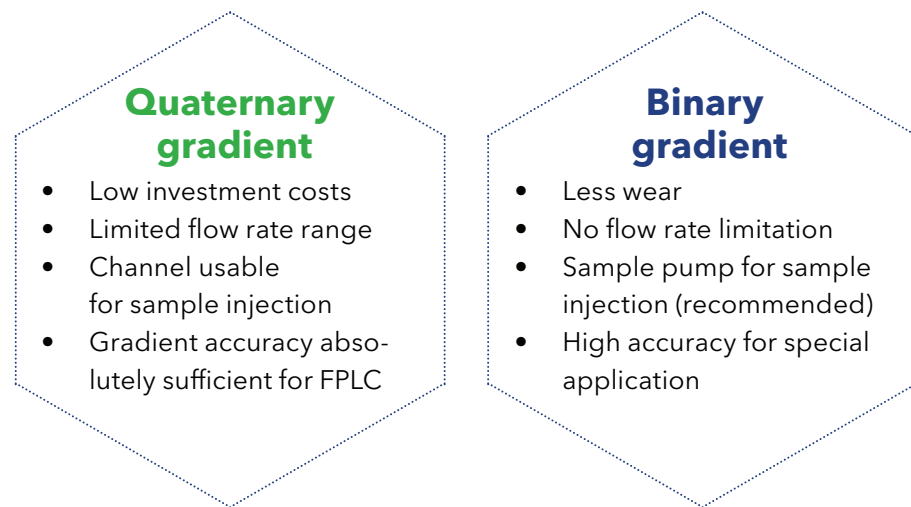 Quaternary
gradient
• Low investment costs
• Limited flow rate range
• Channel usable
for sample injection
• Gradient accuracy abso-
lutely sufficient for FPLC
Binary
gradient
• Less wear
• No flow rate limitation
• Sample pump for sample
injection (recommended)
• High accuracy for special
application